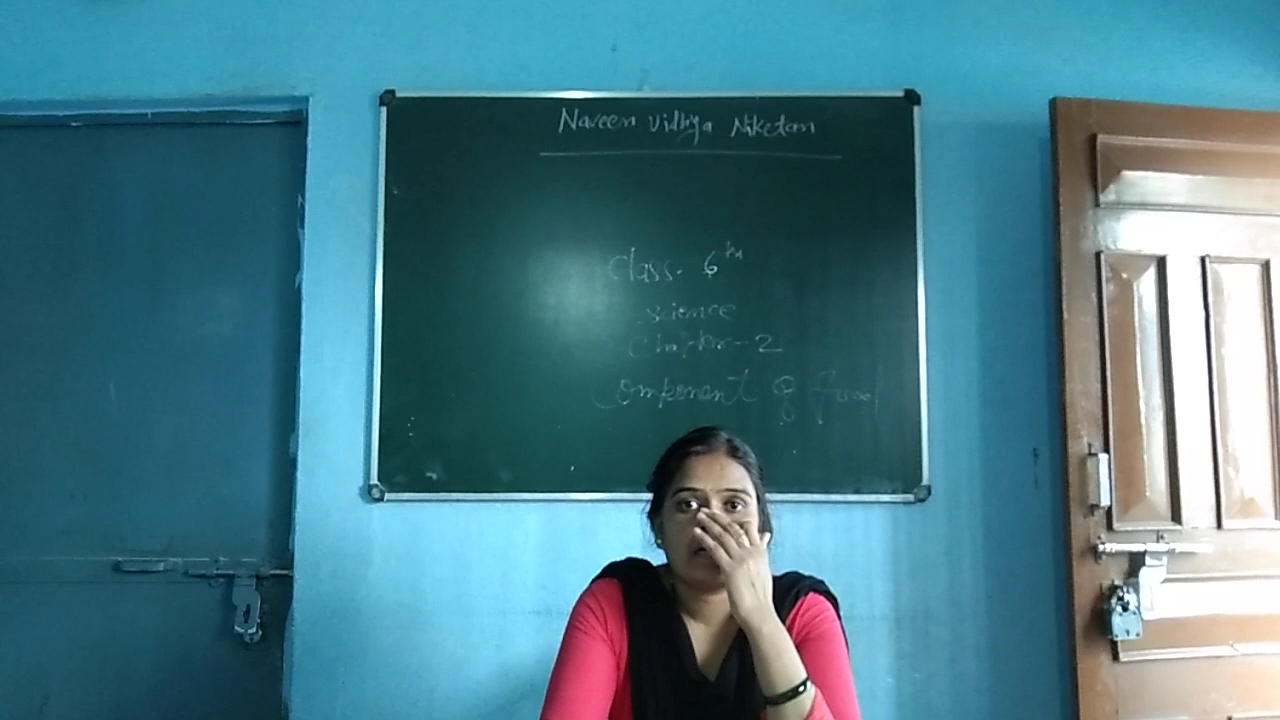 Naveen Vidhya Niketan
Class- 6th
Science
Chapter-2
Component of Food